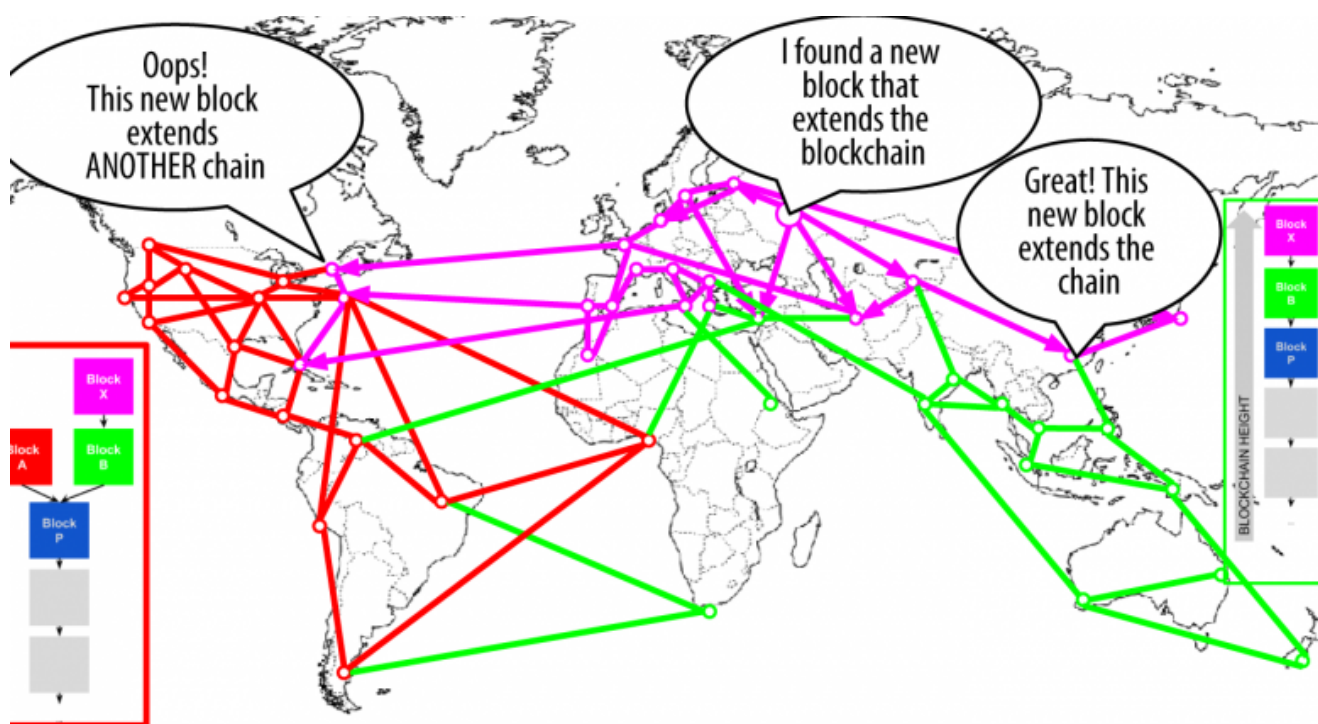 Oops!
This new block
extends
ANOTHER chain
I found a new
block that
extends the
blockchain
Great! This
new block
extends the
chain
Block
X
Block
B
Block
P
BLOCKCHAIN HEIGHT
Block
X
Block
A
Block
B
Block
P